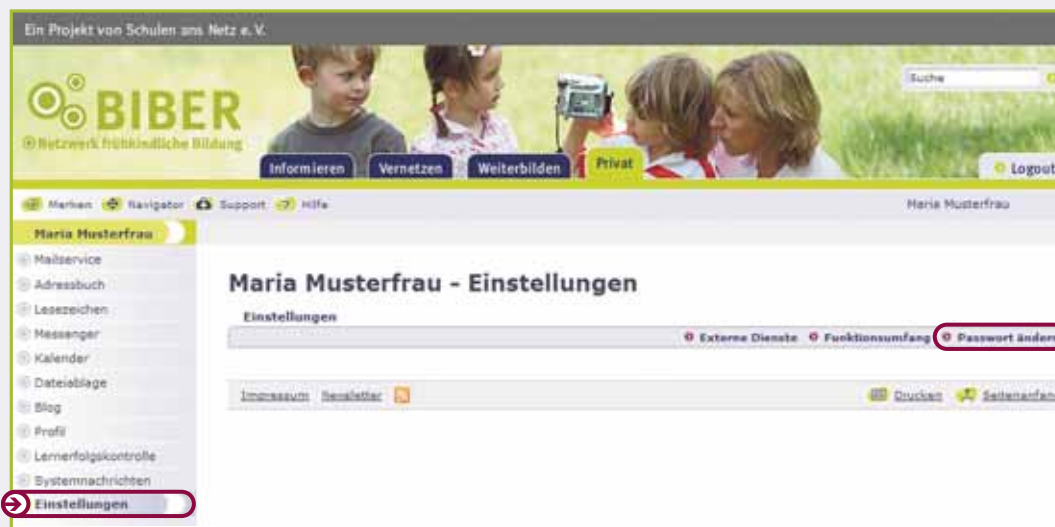 Ein Projekt von Schulen ans Netz e. V.
Suche
BIBER
Netzwerk frühkindliche Bildung
Informieren Vernetzen Weiterbilden Privat Logout
Merken Navigator Support Hilfe Maria Musterfrau
Maria Musterfrau
Mailservice
Adressbuch
Maria Musterfrau - Einstellungen
Lesezeichen
Einstellungen
Messenger
Externe Dienste Funktionsumfang Passwort ändern
Kalender
Dateiablage
Impressum Newsletter Drucken Seitenanfan
Blog
Profil
Lernerfolgskontrolle
Systemnachrichten
Einstellungen